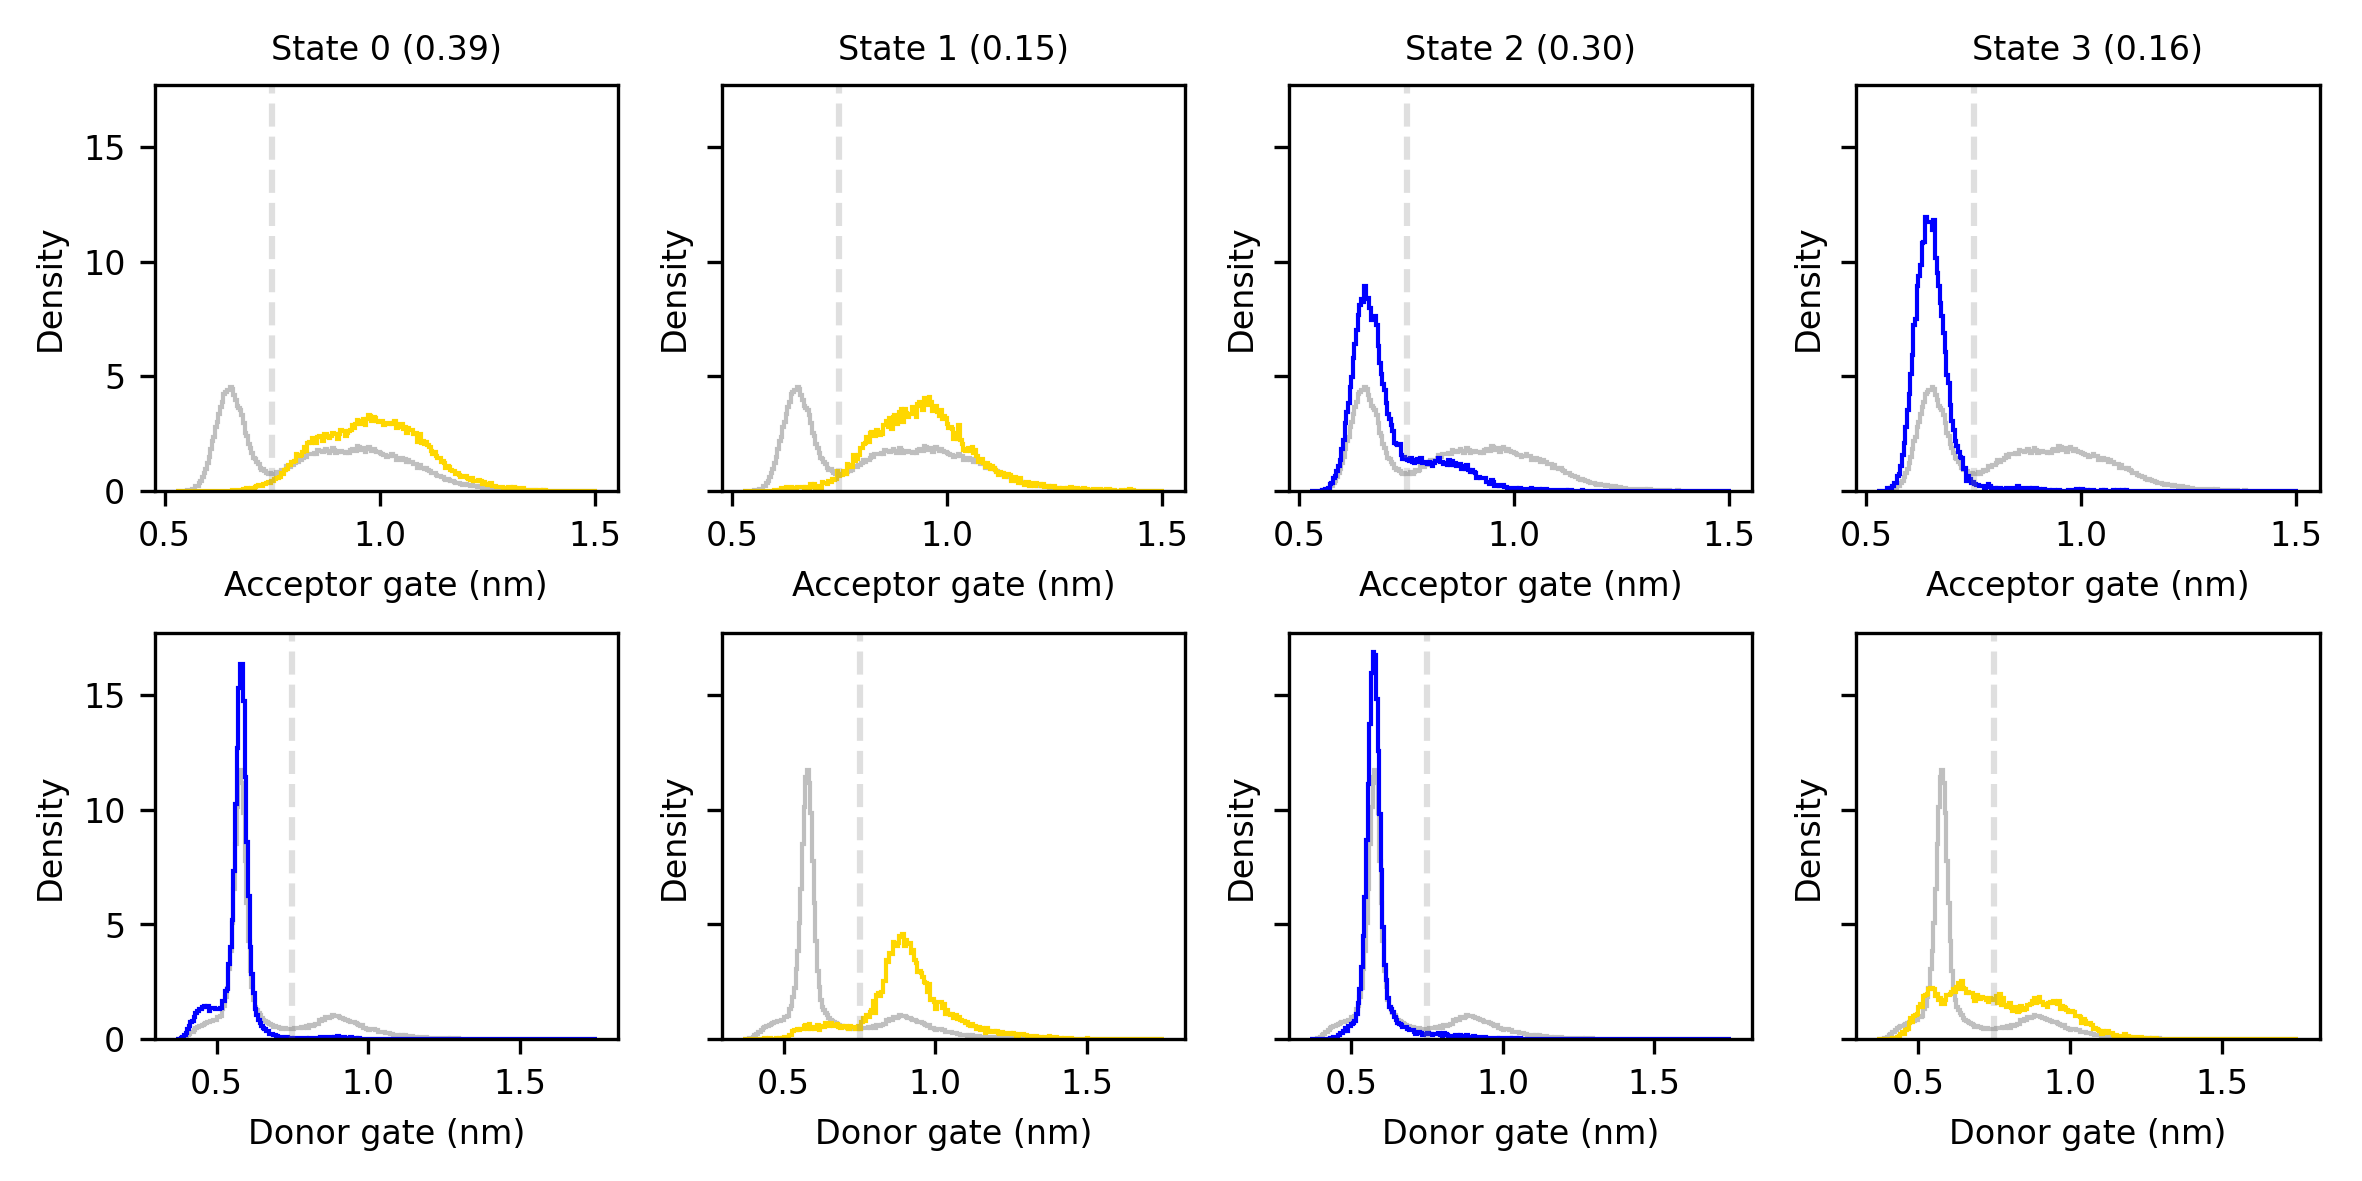 State 0 (0.39)
State 1 (0.15)
State 2 (0.30)
State 3 (0.16)
Density
15
10
5
0
0.5 1.0 1.5
Acceptor gate (nm)
Density
0.5 1.0 1.5
Acceptor gate (nm)
Density
0.5 1.0 1.5
Acceptor gate (nm)
Density
0.5 1.0 1.5
Acceptor gate (nm)
Density
15
10
5
0
0.5 1.0 1.5
Donor gate (nm)
Density
0.5 1.0 1.5
Donor gate (nm)
Density
0.5 1.0 1.5
Donor gate (nm)
Density
0.5 1.0 1.5
Donor gate (nm)